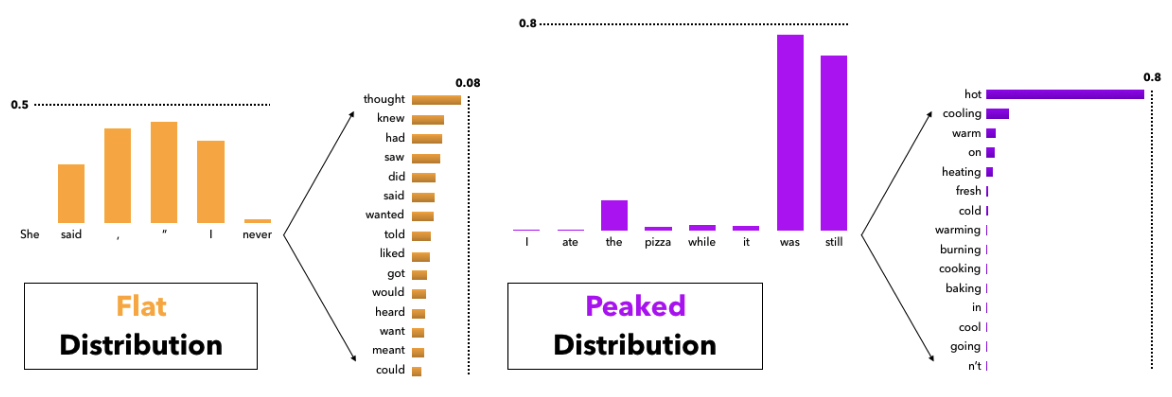 0.5
She said , " I never
Flat
Distribution
0.08
thought
knew
had
saw
did
said
wanted
told
liked
got
would
heard
want
meant
could
0.8
I ate the pizza while it was still
Peaked
Distribution
0.8
hot
cooling
warm
on
heating
fresh
cold
warming
burning
cooking
baking
in
cool
going
n't